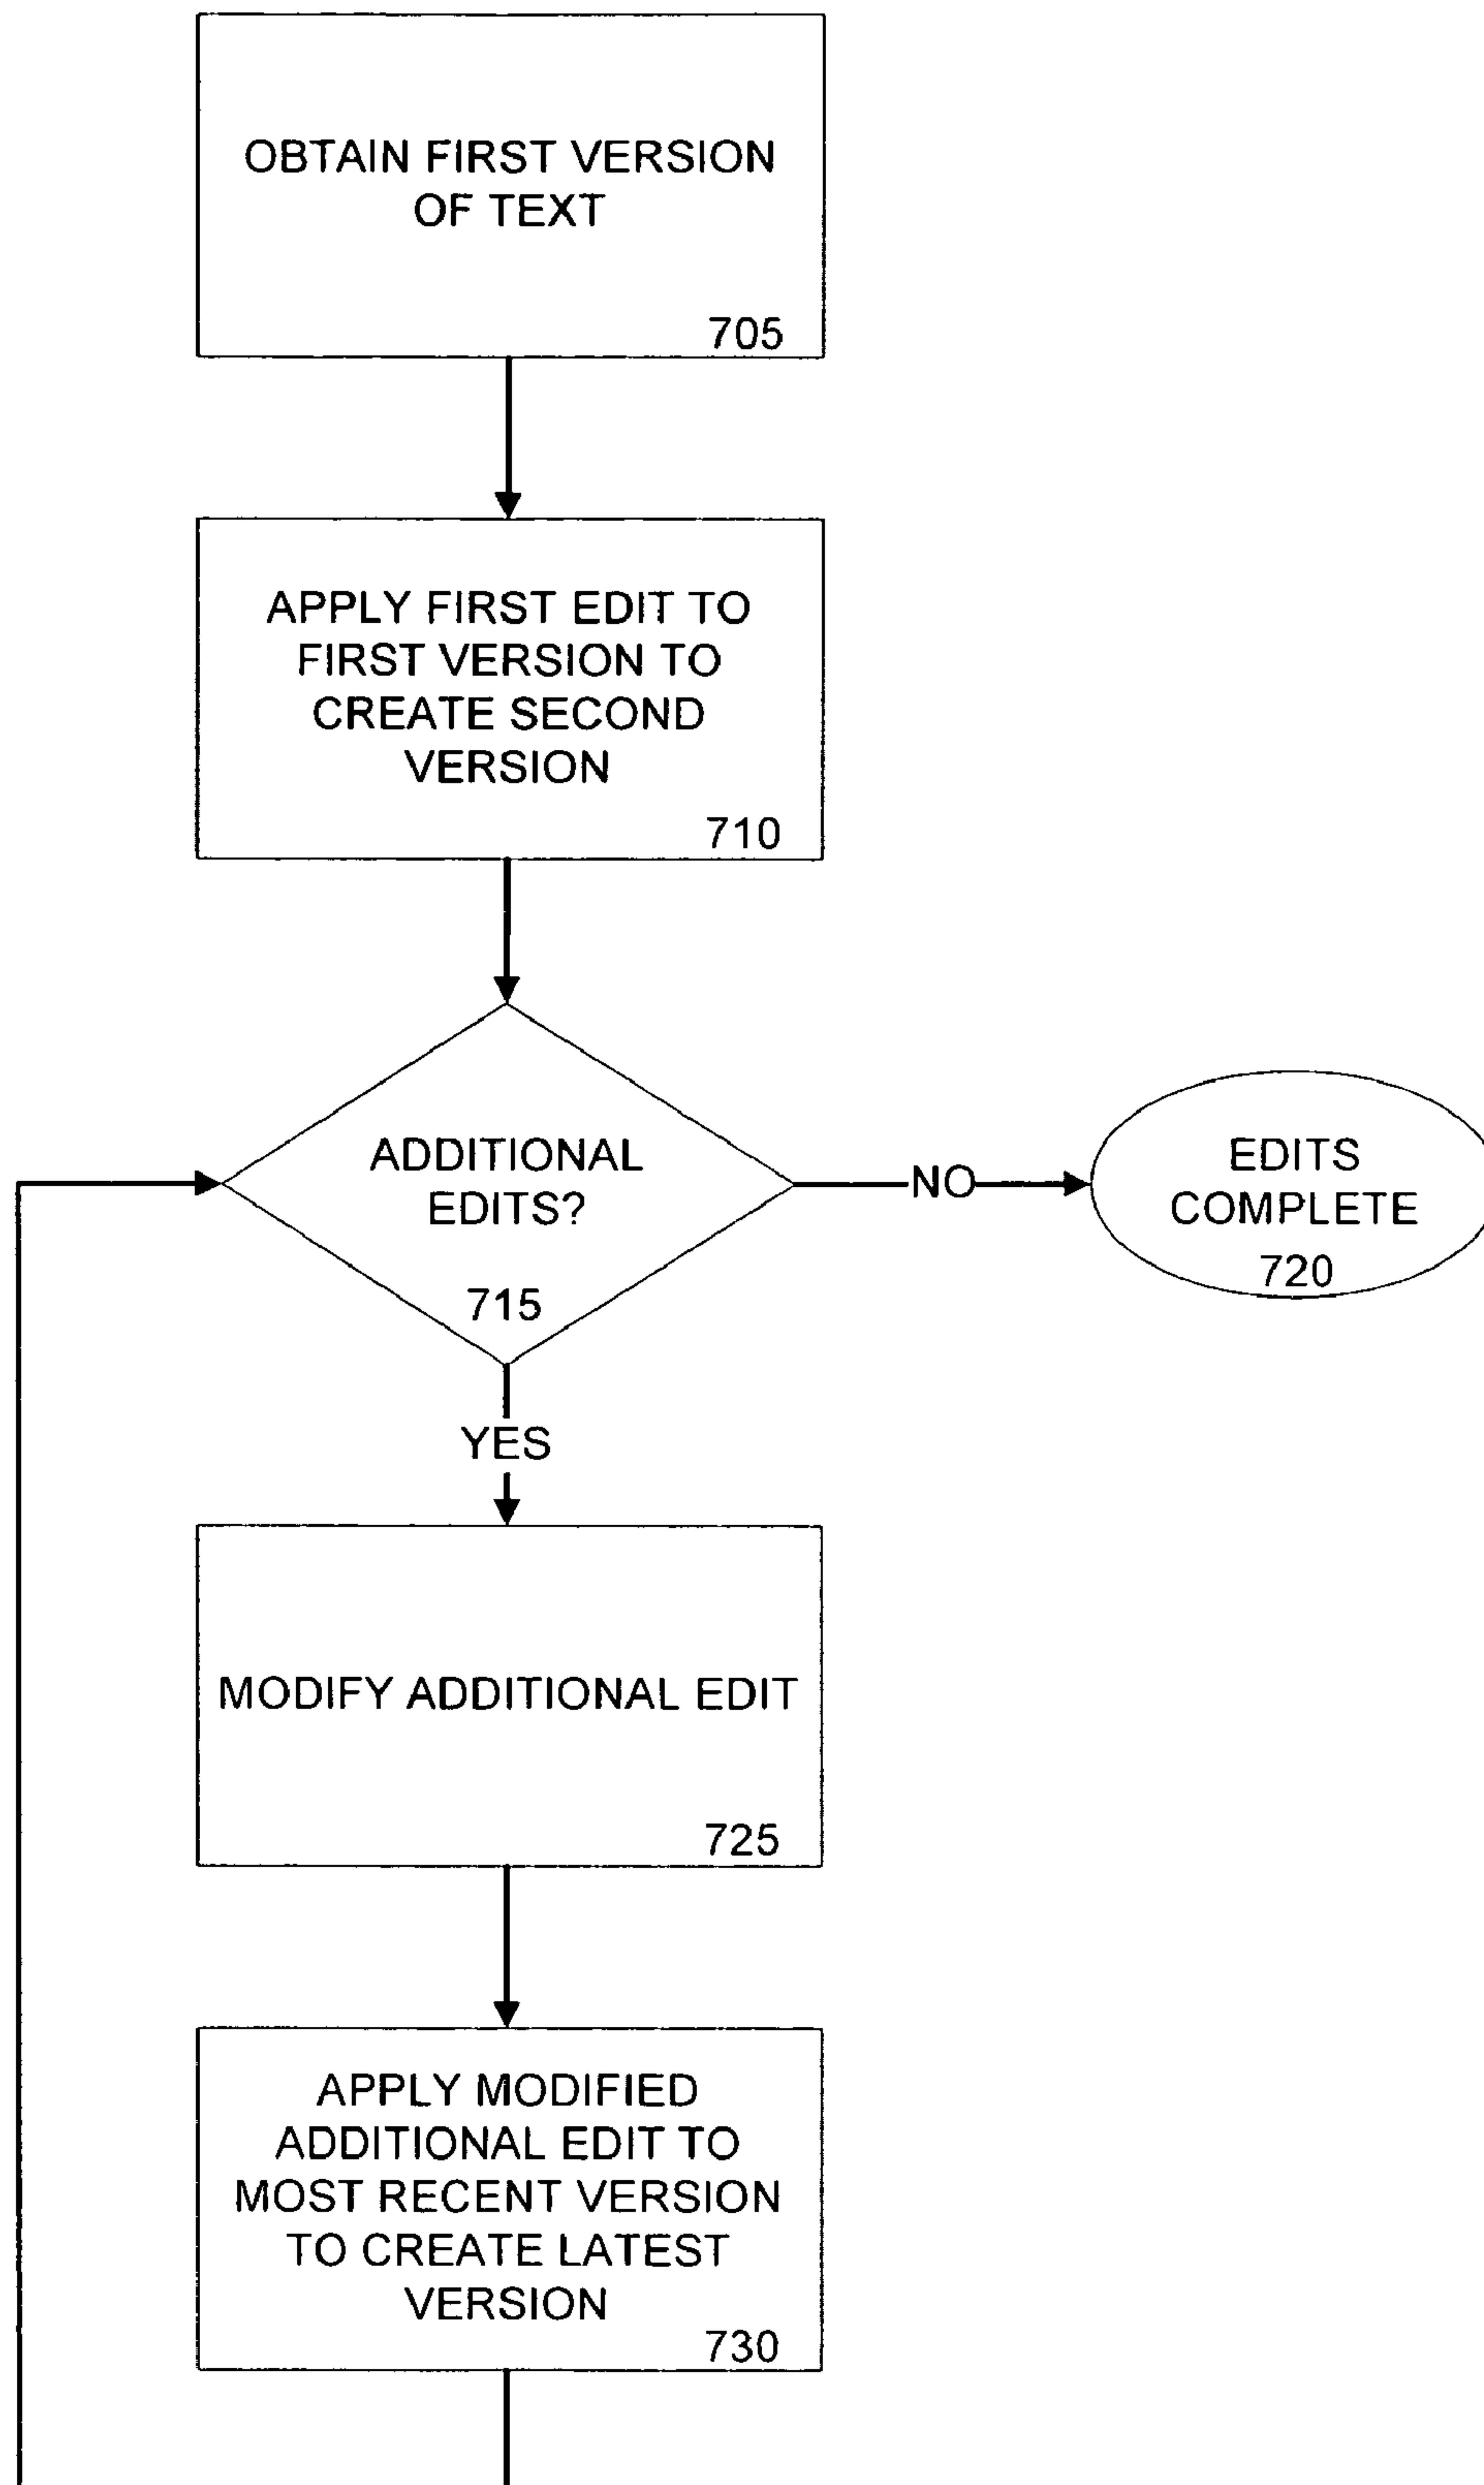 OBTAIN FIRST VERSION
OF TEXT
705
APPLY FIRST EDIT TO
FIRST VERSION TO
CREATE SECOND
VERSION
710
ADDITIONAL
EDITS?
715
NO
EDITS
COMPLETE
720
YES
MODIFY ADDITIONAL EDIT
725
APPLY MODIFIED
ADDITIONAL EDIT TO
MOST RECENT VERSION
TO CREATE LATEST
VERSION
730